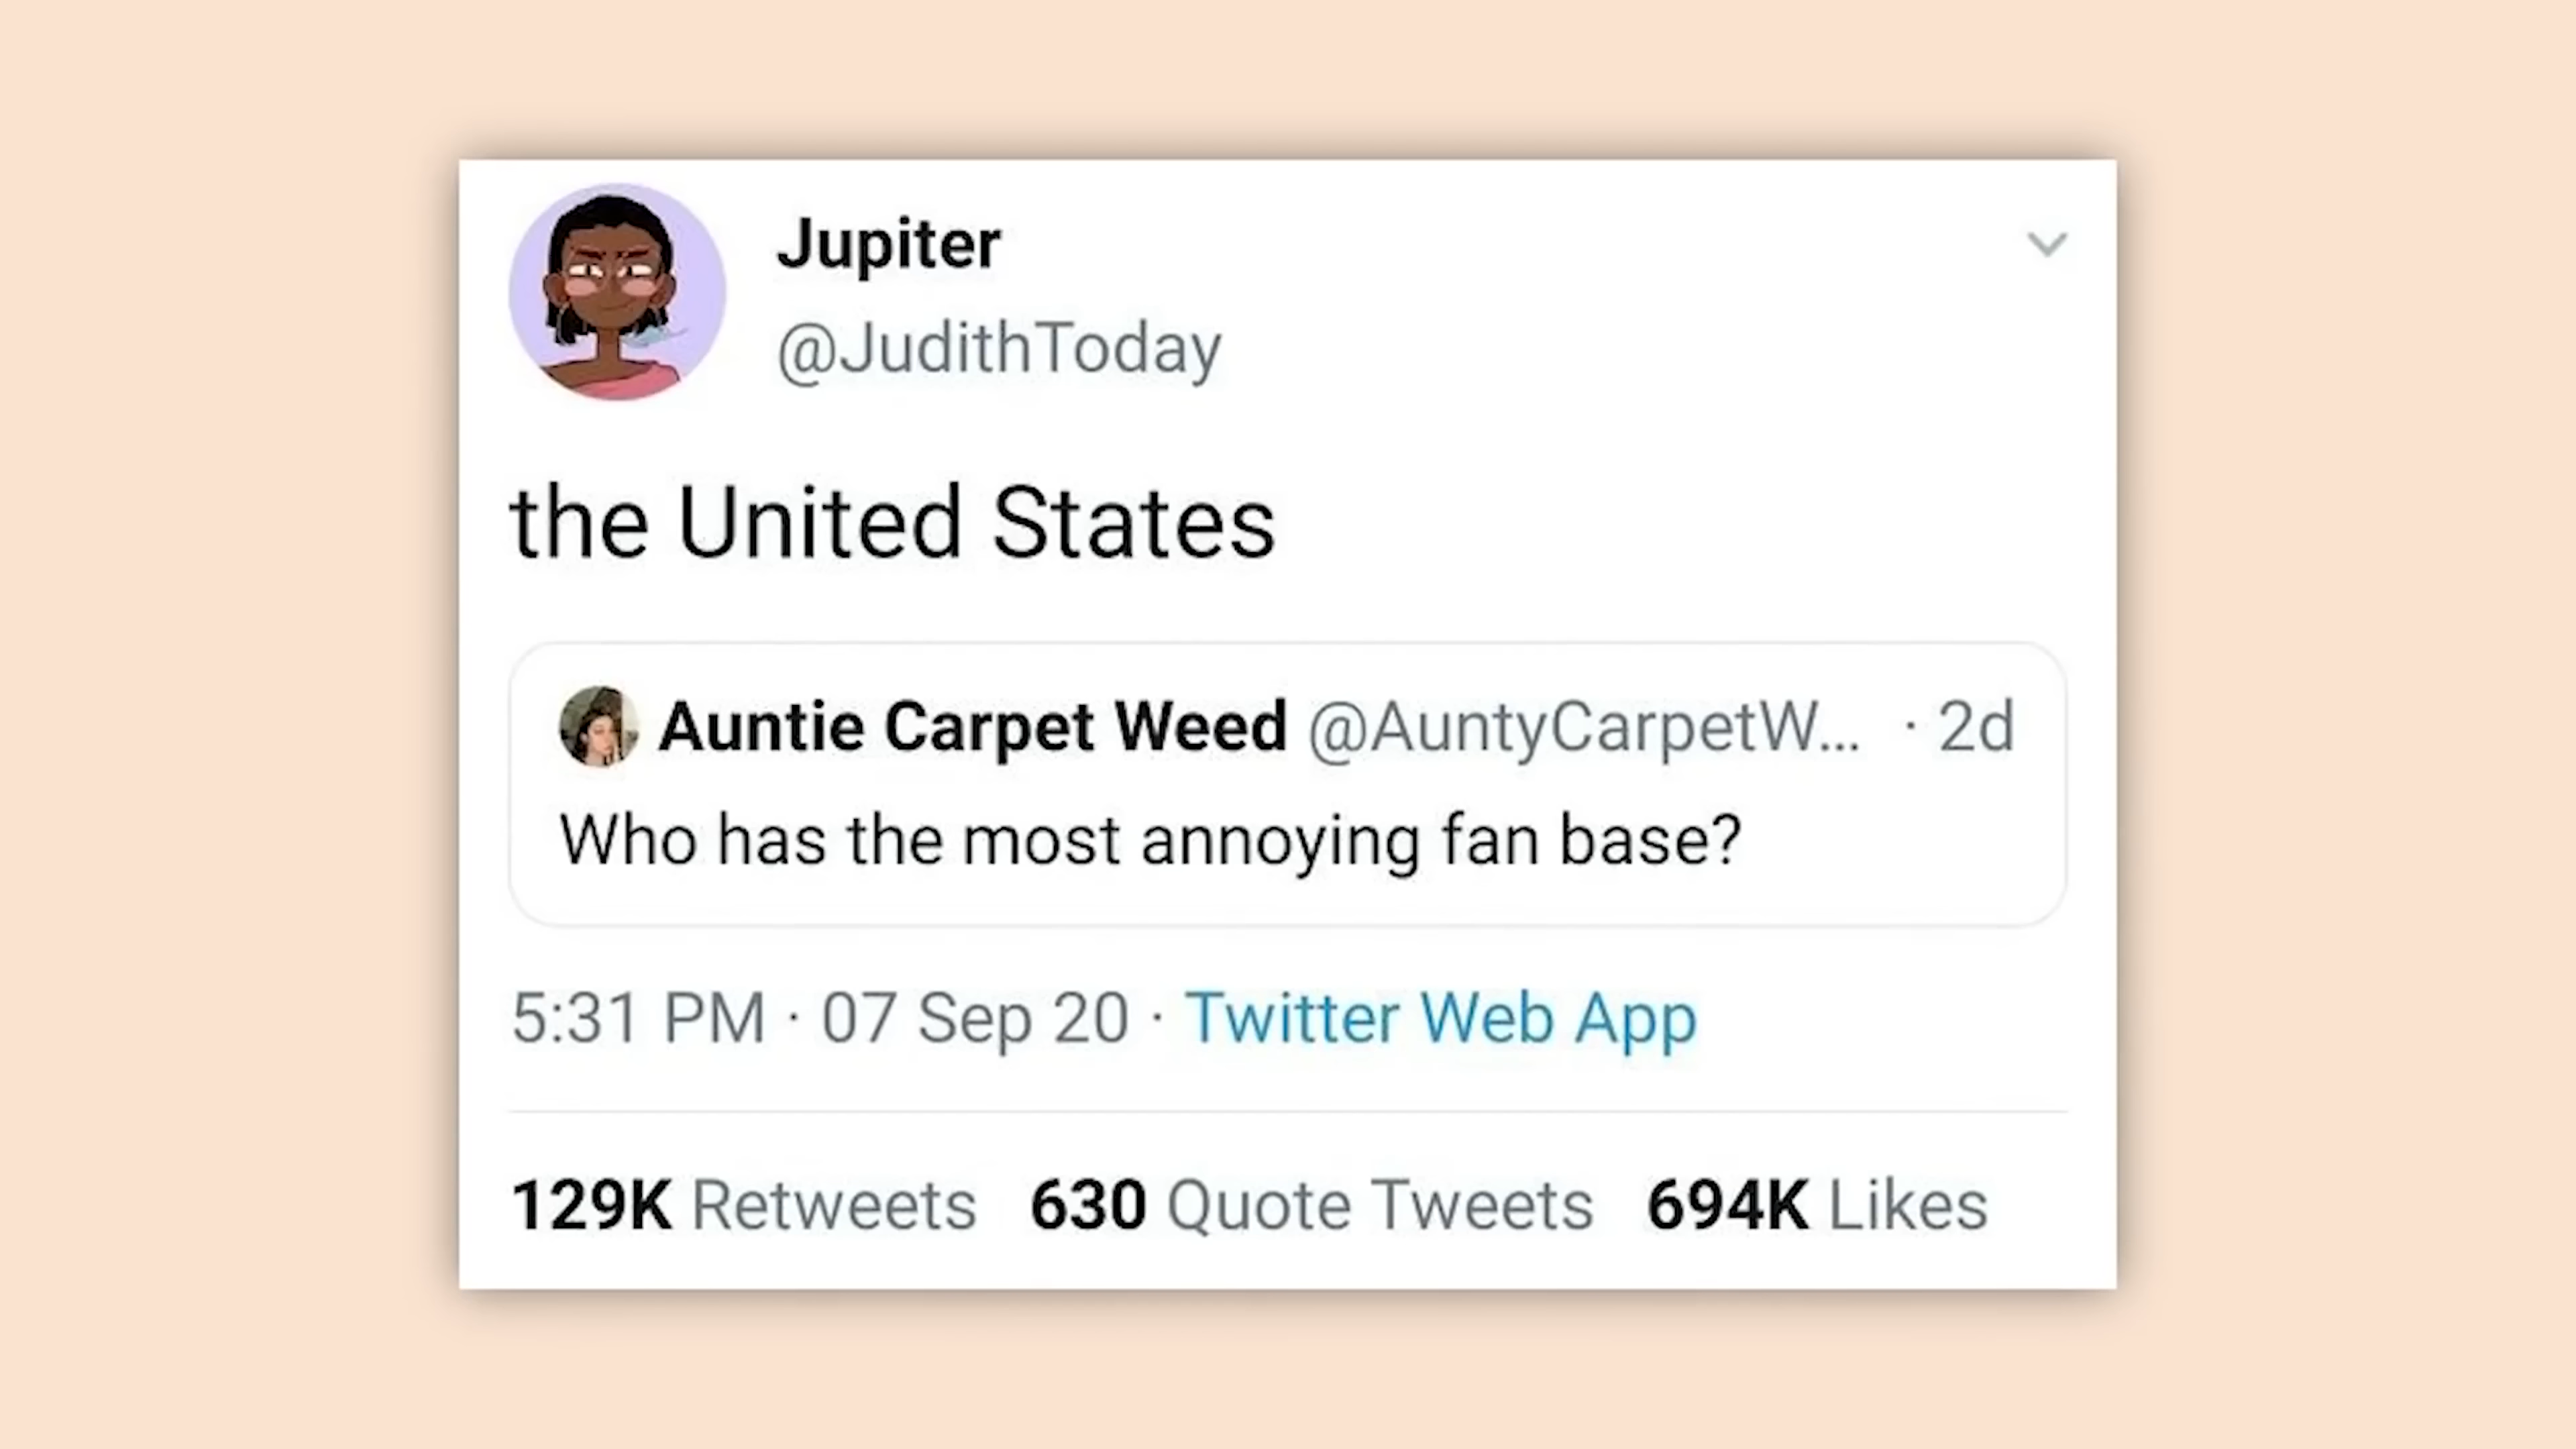 Jupiter
@JudithToday
the United States
Auntie Carpet Weed @AuntyCarpetW... · 2d
Who has the most annoying fan base?
5:31 PM · 07 Sep 20 · Twitter Web App
129K Retweets 630 Quote Tweets 694K Likes